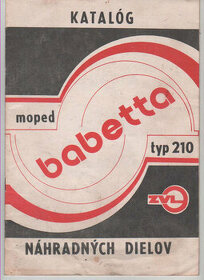 KATALÓG
moped
babetta
typ 210
ZVL
NÁHRADNÝCH DIELOV